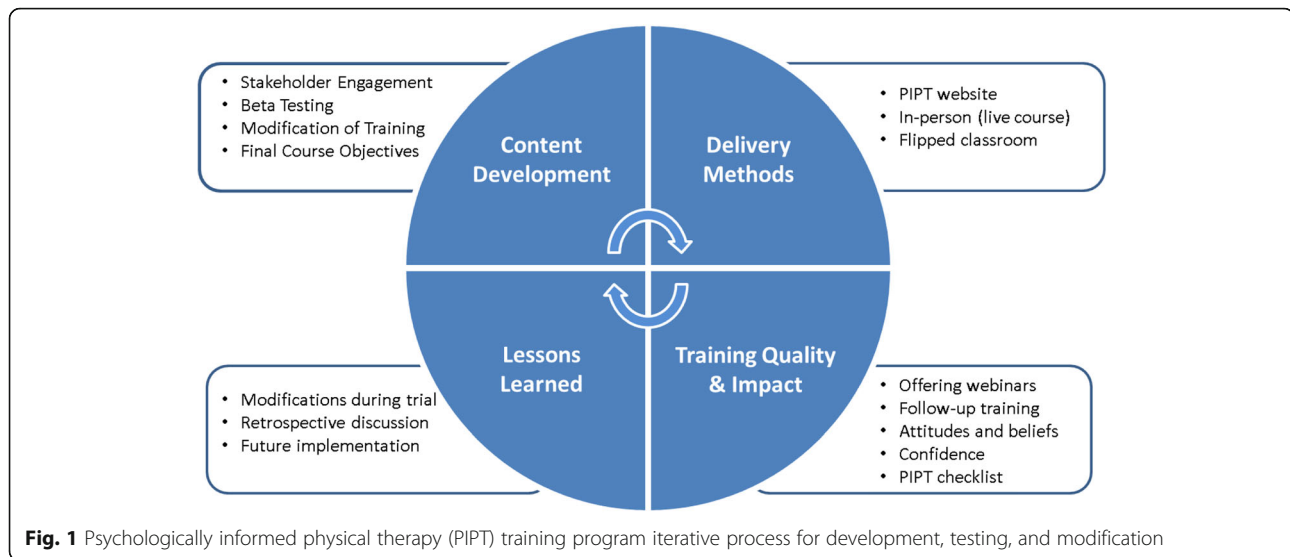 • Stakeholder Engagement
• Beta Testing
• Modification of Training
• Final Course Objectives
Content
Development
Delivery
Methods
• PIPT website
• In-person (live course)
• Flipped classroom
Lessons
Learned
Training Quality
& Impact
• Modifications during trial
• Retrospective discussion
• Future implementation
• Offering webinars
• Follow-up training
• Attitudes and beliefs
• Confidence
• PIPT checklist
Fig. 1 Psychologically informed physical therapy (PIPT) training program iterative process for development, testing, and modification